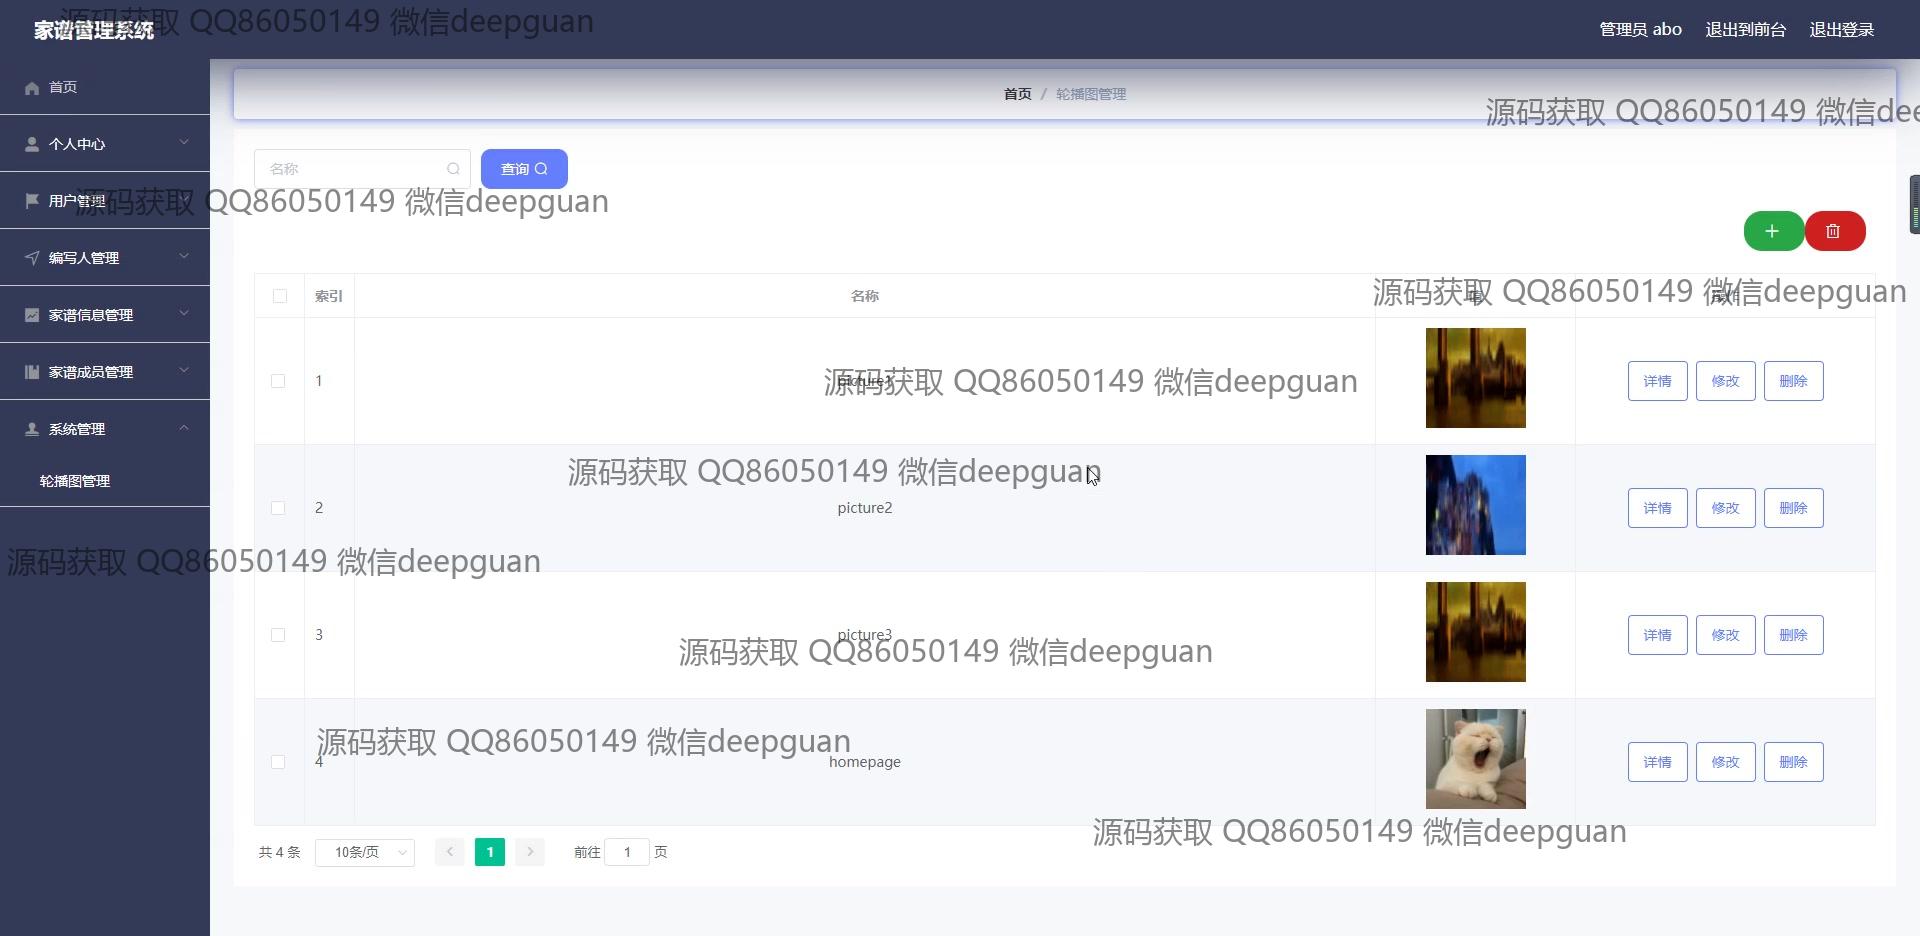 家谱管理系统
源码获取 QQ86050149 微信deepguan
管理员 abo 退出到前台 退出登录
首页
首页 / 轮播图管理
源码获取 QQ86050149 微信dee
个人中心
名称 查询
用户管理
源码获取 QQ86050149 微信deepguan
编写人管理
索引 名称 值 操作
源码获取 QQ86050149 微信deepguan
家谱信息管理
家谱成员管理
1 picture1 详情 修改 删除
源码获取 QQ86050149 微信deepguan
系统管理
源码获取 QQ86050149 微信deepguan
轮播图管理
2 picture2 详情 修改 删除
源码获取 QQ86050149 微信deepguan
3 picture3 详情 修改 删除
源码获取 QQ86050149 微信deepguan
源码获取 QQ86050149 微信deepguan
4 homepage 详情 修改 删除
源码获取 QQ86050149 微信deepguan
共 4 条 10条/页 1 前往 1 页